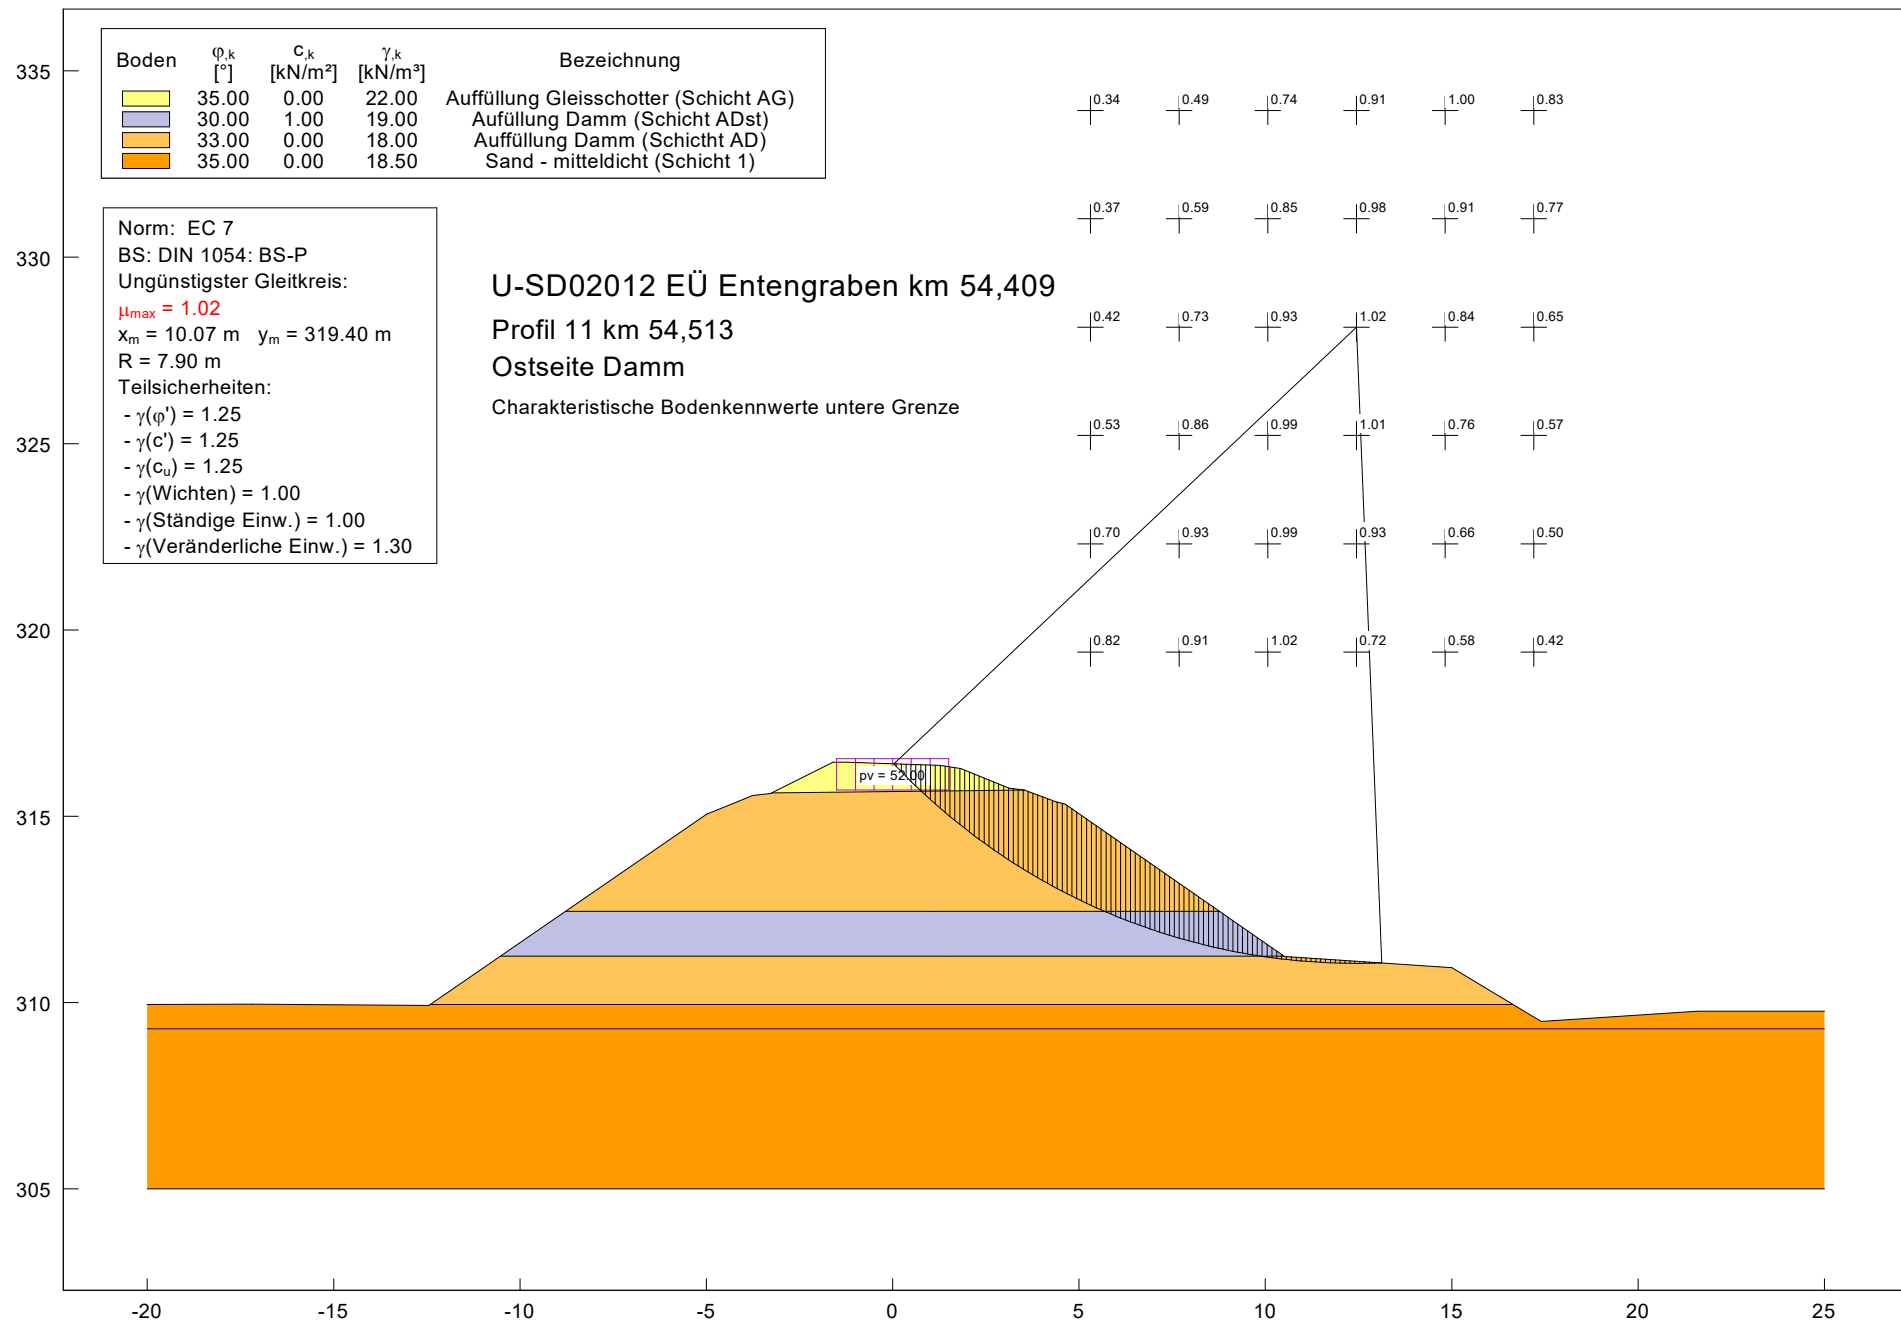 Boden φ,k [°] c,k [kN/m²] γ,k [kN/m³] Bezeichnung
35.00 0.00 22.00 Auffüllung Gleisschotter (Schicht AG)
30.00 1.00 19.00 Aufüllung Damm (Schicht ADst)
33.00 0.00 18.00 Auffüllung Damm (Schictht AD)
35.00 0.00 18.50 Sand - mitteldicht (Schicht 1)
Norm: EC 7
BS: DIN 1054: BS-P
Ungünstigster Gleitkreis:
μmax = 1.02
xm = 10.07 m ym = 319.40 m
R = 7.90 m
Teilsicherheiten:
- γ(φ') = 1.25
- γ(c') = 1.25
- γ(cu) = 1.25
- γ(Wichten) = 1.00
- γ(Ständige Einw.) = 1.00
- γ(Veränderliche Einw.) = 1.30
U-SD02012 EÜ Entengraben km 54,409
Profil 11 km 54,513
Ostseite Damm
Charakteristische Bodenkennwerte untere Grenze
0.34 0.49 0.74 0.91 1.00 0.83
0.37 0.59 0.85 0.98 0.91 0.77
0.42 0.73 0.93 1.02 0.84 0.65
0.53 0.86 0.99 1.01 0.76 0.57
0.70 0.93 0.99 0.93 0.66 0.50
0.82 0.91 1.02 0.72 0.58 0.42
pv = 52.00
335
330
325
320
315
310
305
-20 -15 -10 -5 0 5 10 15 20 25